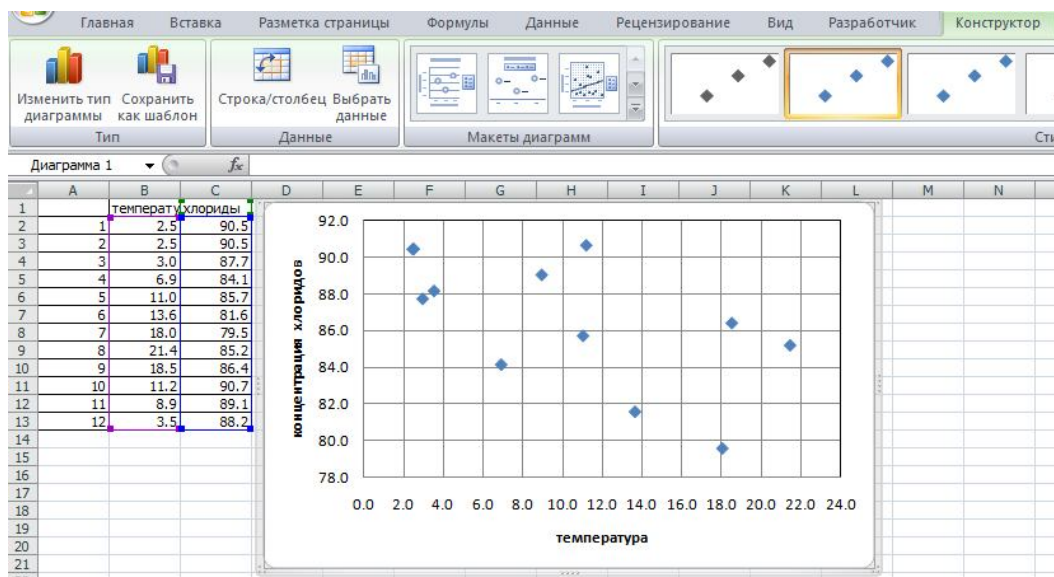 Главная Вставка Разметка страницы Формулы Данные Рецензирование Вид Разработчик Конструктор
Изменить тип диаграммы Сохранить как шаблон Строка/столбец Выбрать данные
Тип Данные Макеты диаграмм
Диаграмма 1 fx
A B C D E F G H I J K L M N
1 температу хлориды
2 1 2.5 90.5
3 2 2.5 90.5
4 3 3.0 87.7
5 4 6.9 84.1
6 5 11.0 85.7
7 6 13.6 81.6
8 7 18.0 79.5
9 8 21.4 85.2
10 9 18.5 86.4
11 10 11.2 90.7
12 11 8.9 89.1
13 12 3.5 88.2
14
15
16
17
18
19
20
21
92.0
90.0
88.0
86.0
84.0
82.0
80.0
78.0
концентрация хлоридов
0.0 2.0 4.0 6.0 8.0 10.0 12.0 14.0 16.0 18.0 20.0 22.0 24.0
температура